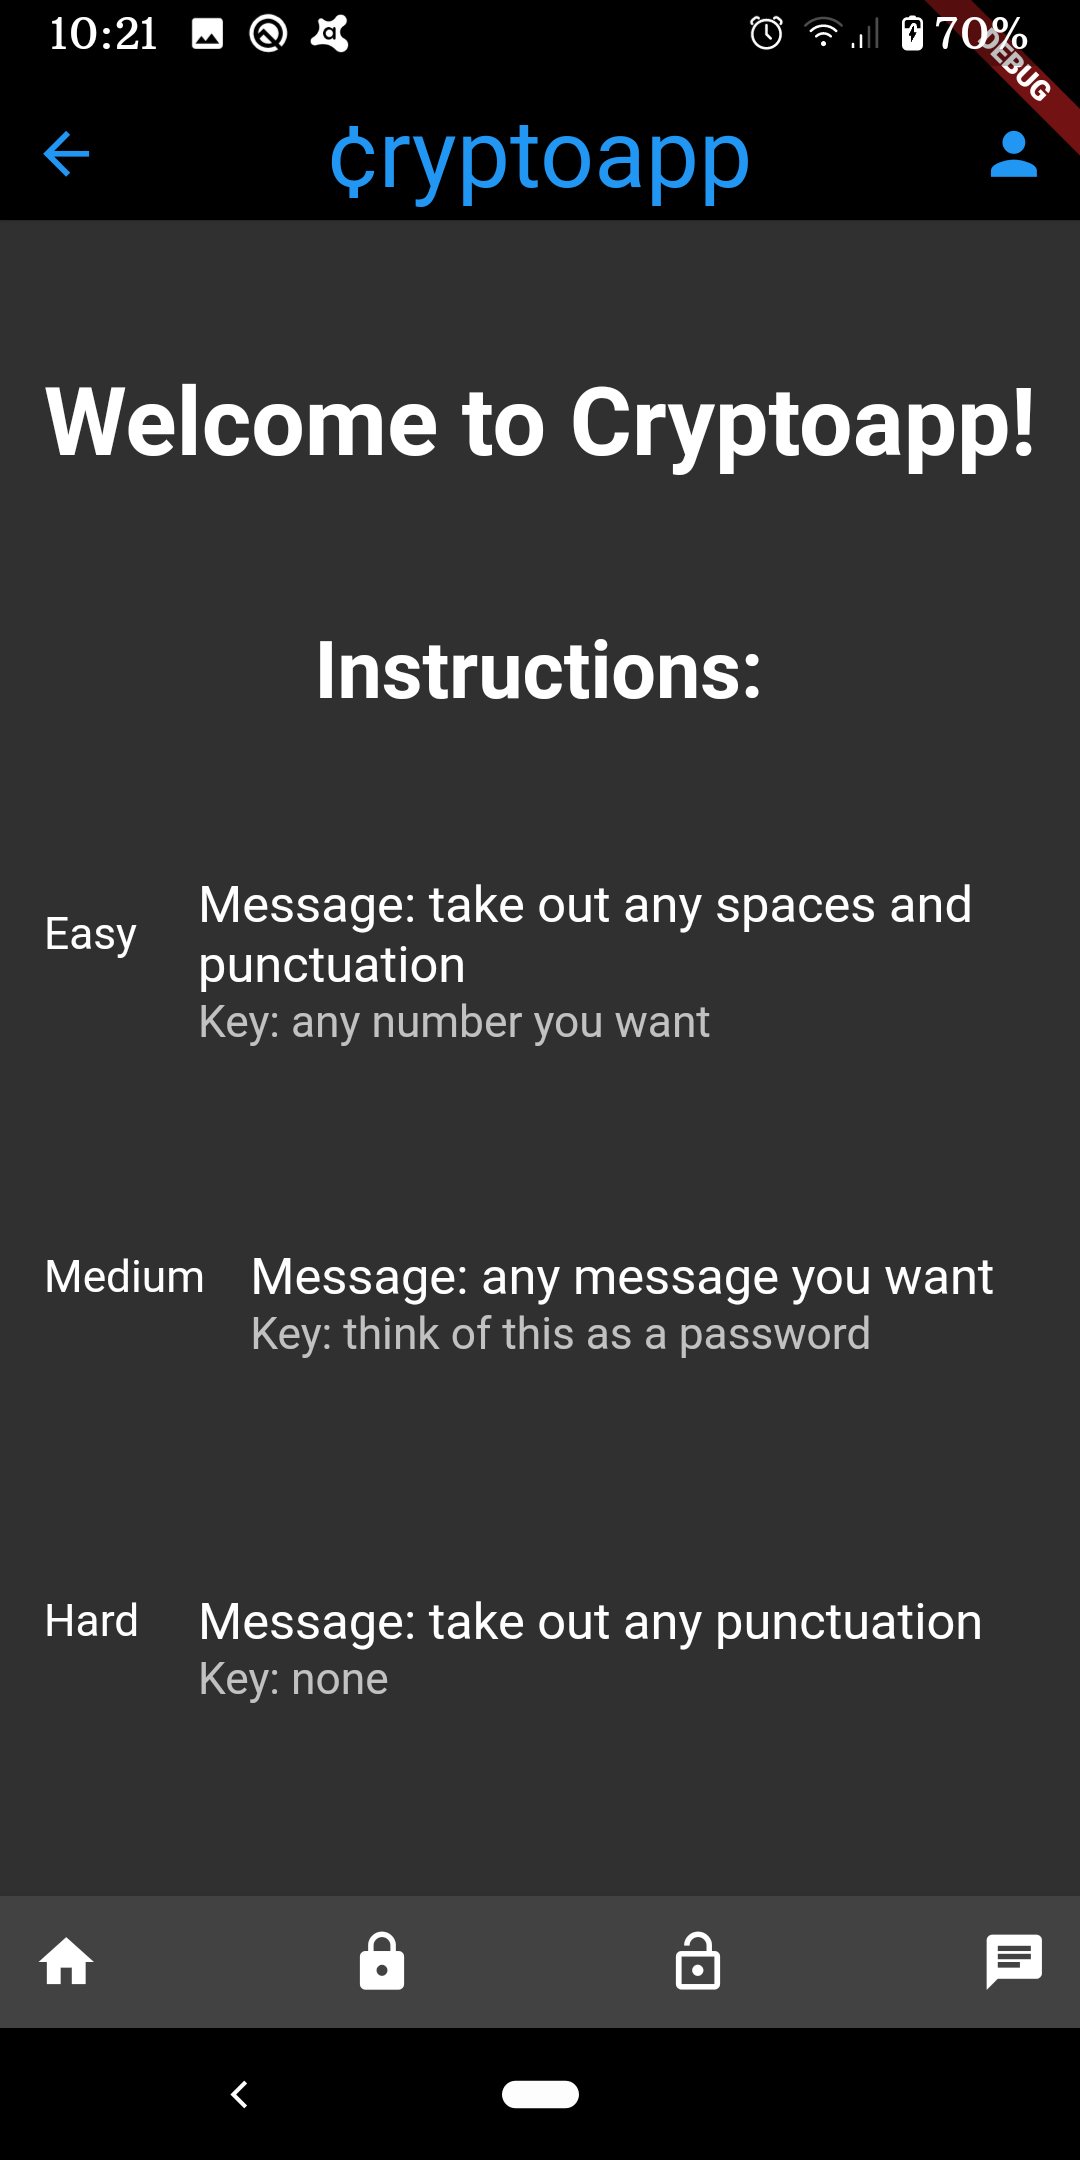 10:21 70%
DEBUG
¢ryptoapp
Welcome to Cryptoapp!
Instructions:
Easy
Message: take out any spaces and
punctuation
Key: any number you want
Medium
Message: any message you want
Key: think of this as a password
Hard
Message: take out any punctuation
Key: none